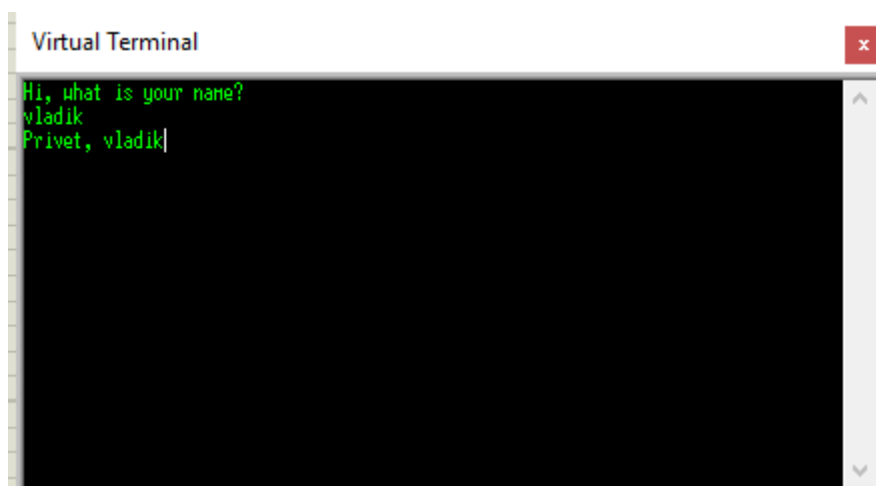 Virtual Terminal
Hi, what is your name?
vladik
Privet, vladik